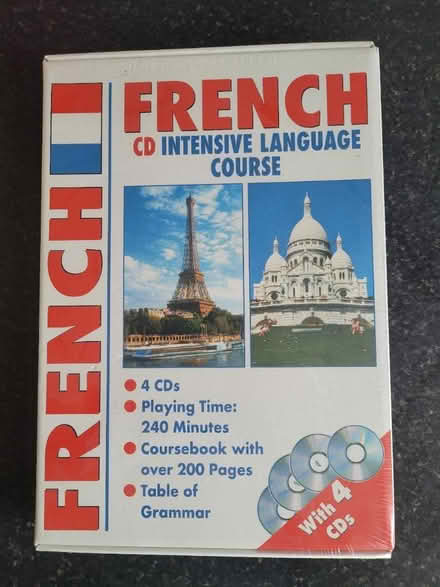 FRENCH
FRENCH
CD INTENSIVE LANGUAGE
COURSE
4 CDs
Playing Time:
240 Minutes
Coursebook with
over 200 Pages
Table of
Grammar
With 4
CDs